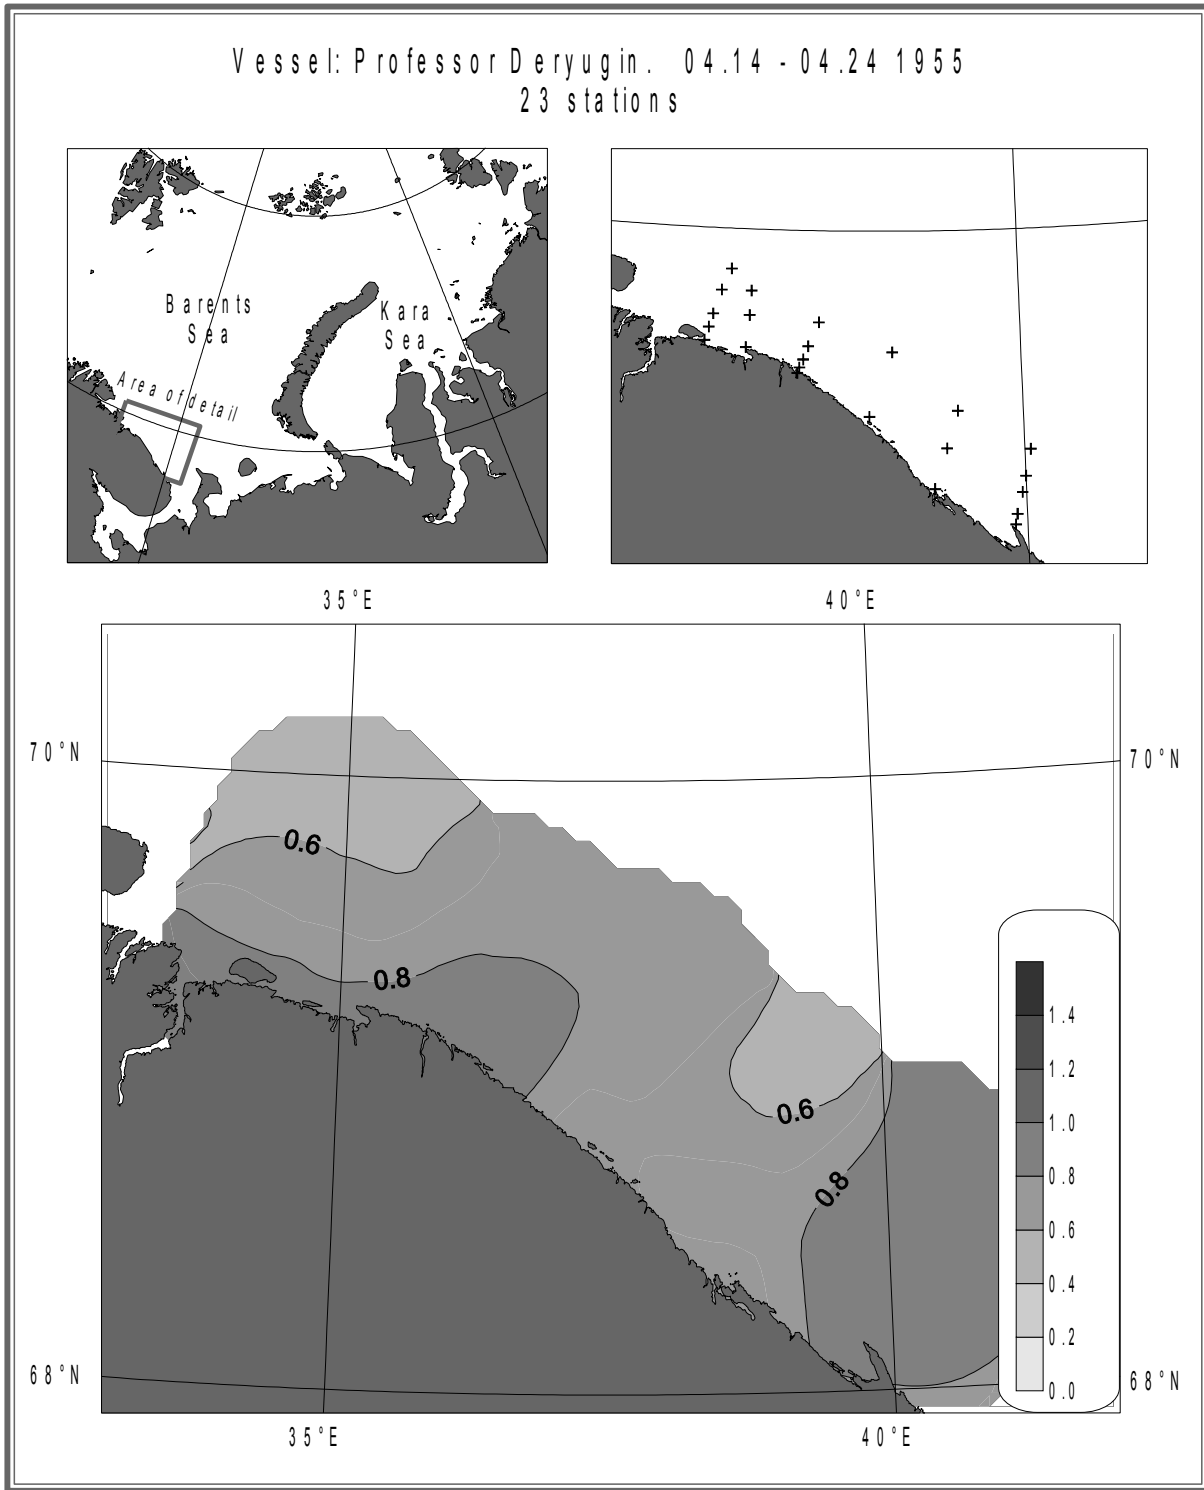 Vessel: Professor Deryugin. 04.14 - 04.24 1955
23 stations
Barents
Sea
Kara
Sea
Area of detail
35°E
40°E
70°N
70°N
0.6
0.8
0.6
0.8
1.4
1.2
1.0
0.8
0.6
0.4
0.2
0.0
68°N
68°N
35°E
40°E